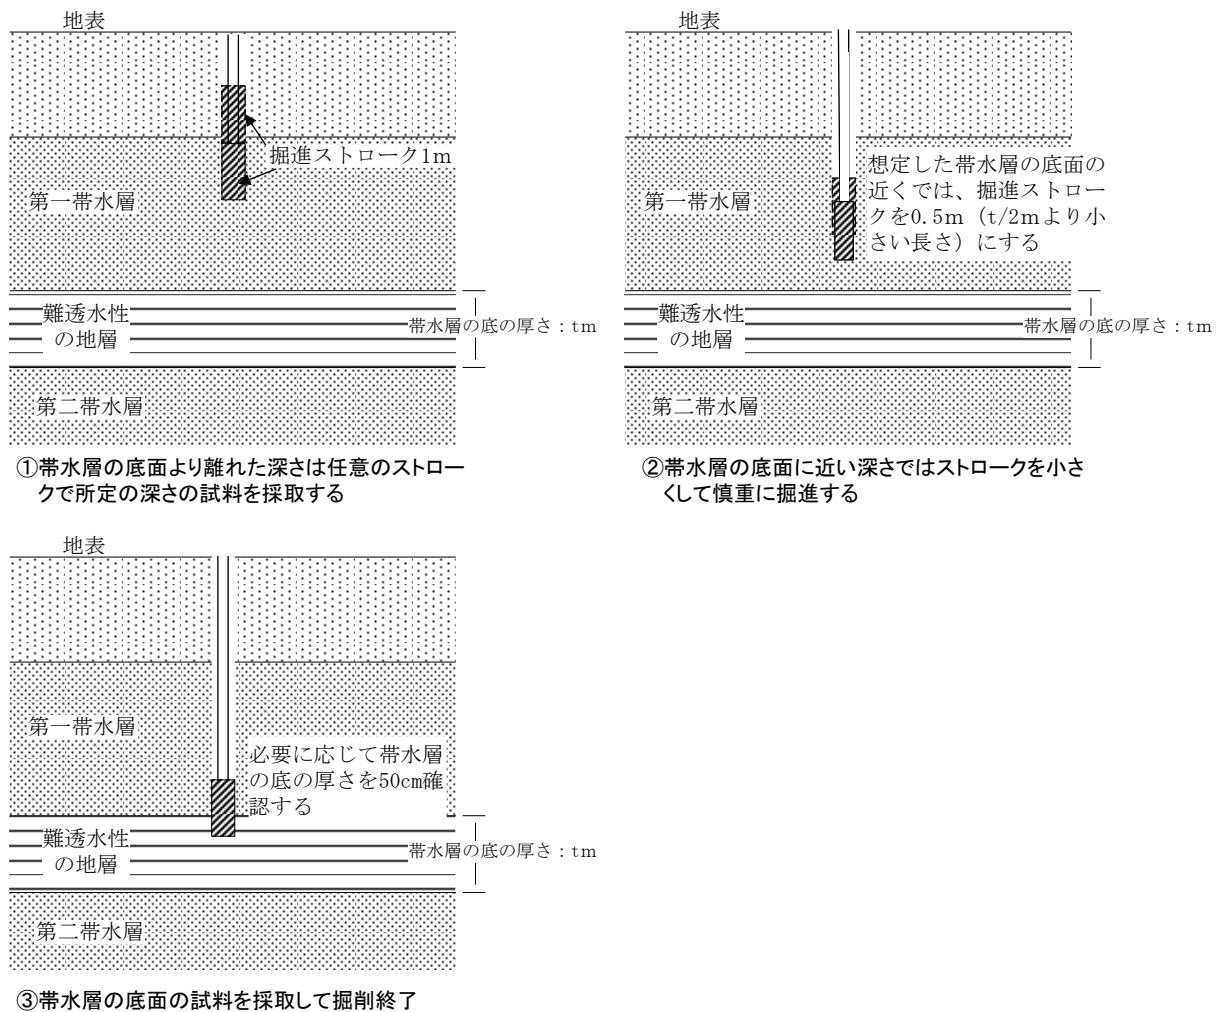 地表
掘進ストローク1m
第一帯水層
難透水性
の地層
帯水層の底の厚さ：tm
第二帯水層
①帯水層の底面より離れた深さは任意のストロー
クで所定の深さの試料を採取する
地表
想定した帯水層の底面の
近くでは、掘進ストロー
クを0.5m（t/2mより小
さい長さ）にする
第一帯水層
難透水性
の地層
帯水層の底の厚さ：tm
第二帯水層
②帯水層の底面に近い深さではストロークを小さ
くして慎重に掘進する
地表
第一帯水層
必要に応じて帯水層
の底の厚さを50cm確
認する
難透水性
の地層
帯水層の底の厚さ：tm
第二帯水層
③帯水層の底面の試料を採取して掘削終了